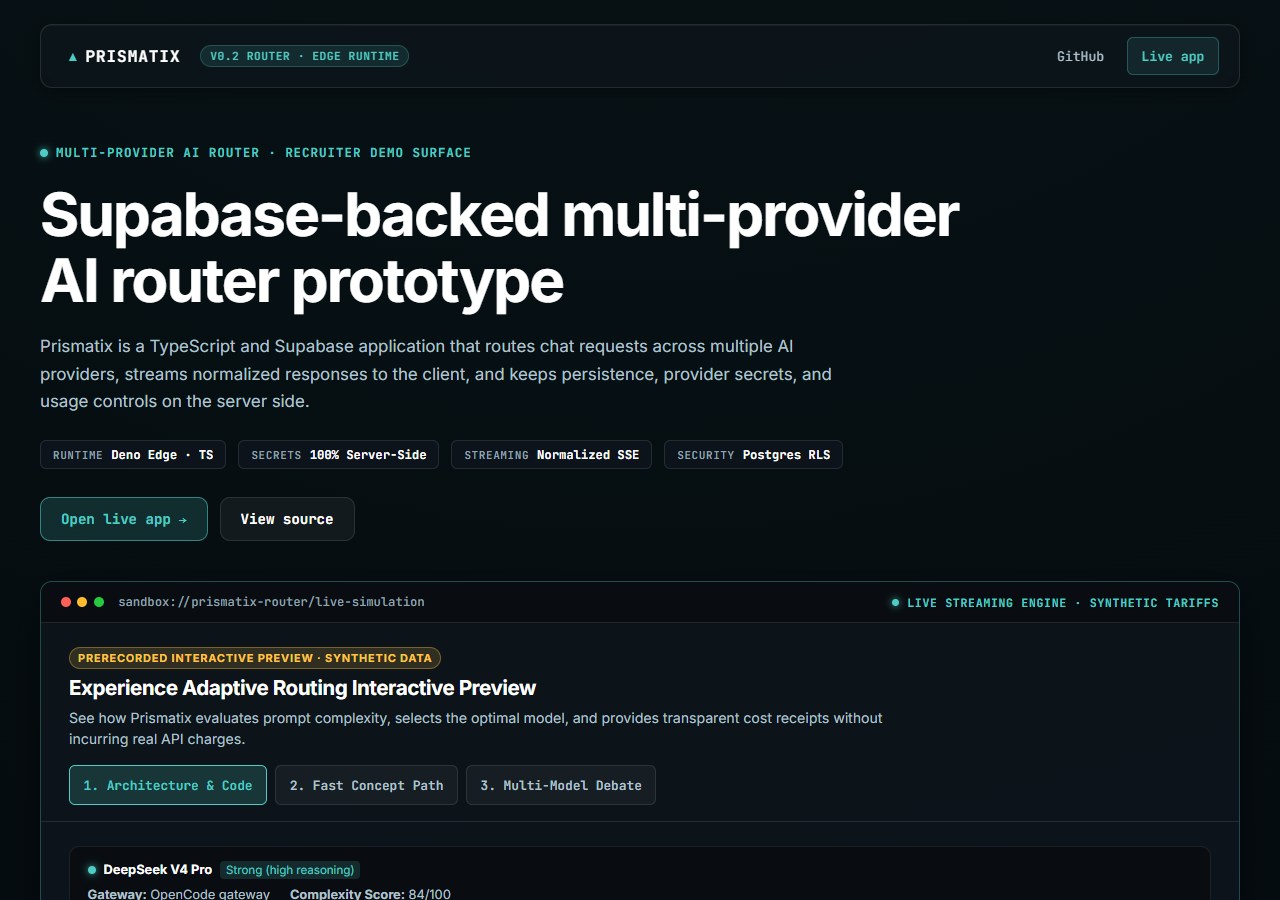 ▲ PRISMATIX
V0.2 ROUTER · EDGE RUNTIME
GitHub
Live app
MULTI-PROVIDER AI ROUTER · RECRUITER DEMO SURFACE
Supabase-backed multi-provider
AI router prototype
Prismatix is a TypeScript and Supabase application that routes chat requests across multiple AI
providers, streams normalized responses to the client, and keeps persistence, provider secrets, and
usage controls on the server side.
RUNTIME Deno Edge · TS
SECRETS 100% Server-Side
STREAMING Normalized SSE
SECURITY Postgres RLS
Open live app →
View source
sandbox://prismatix-router/live-simulation
LIVE STREAMING ENGINE · SYNTHETIC TARIFFS
PRERECORDED INTERACTIVE PREVIEW · SYNTHETIC DATA
Experience Adaptive Routing Interactive Preview
See how Prismatix evaluates prompt complexity, selects the optimal model, and provides transparent cost receipts without
incurring real API charges.
1. Architecture & Code
2. Fast Concept Path
3. Multi-Model Debate
DeepSeek V4 Pro
Strong (high reasoning)
Gateway: OpenCode gateway
Complexity Score: 84/100